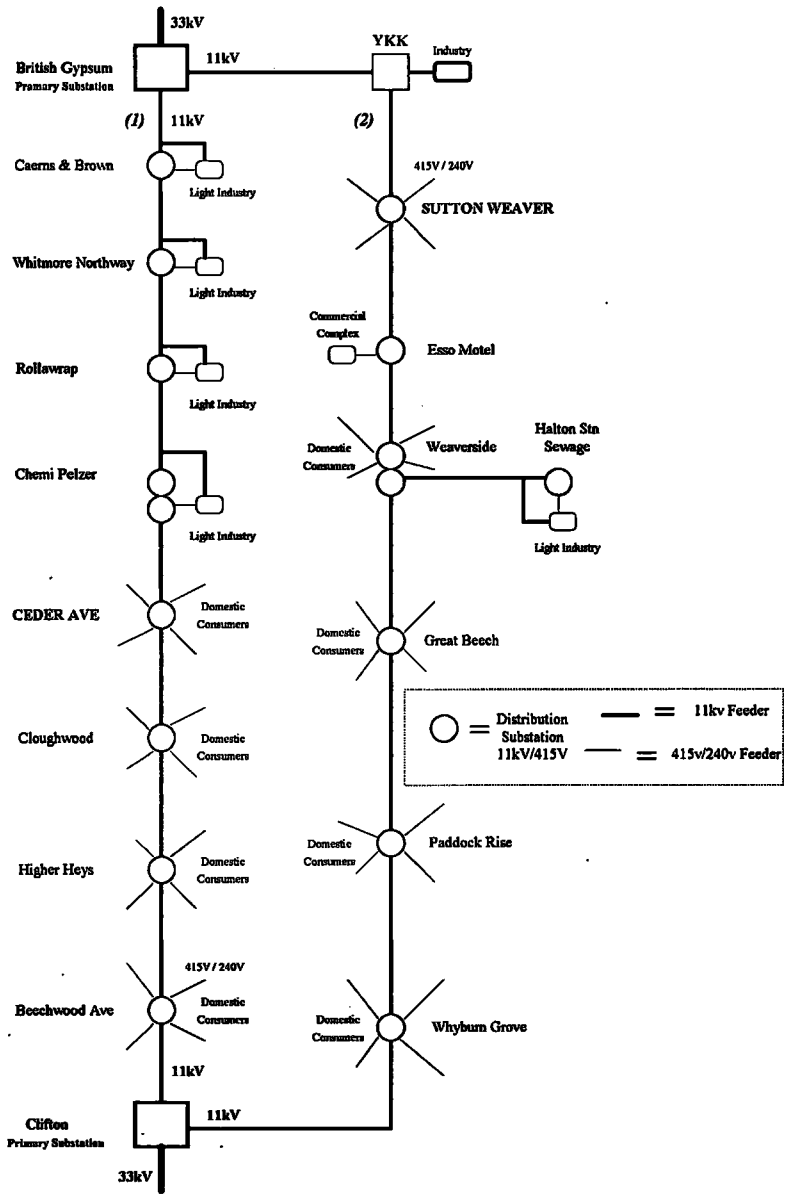 33kV
British Gypsum
Pramary Substation
11kV
YKK
Industry
(1)
11kV
(2)
Caerns & Brown
Light Industry
415V / 240V
SUTTON WEAVER
Whitmore Northway
Light Industry
Commercial
Complex
Esso Motel
Rollawrap
Light Industry
Domestic
Consumers
Weaverside
Halton Stn
Sewage
Chemi Pelzer
Light Industry
Light Industry
CEDER AVE
Domestic
Consumers
Domestic
Consumers
Great Beech
Cloughwood
Domestic
Consumers
= Distribution
Substation
11kV/415V
= 11kv Feeder
= 415v/240v Feeder
Higher Heys
Domestic
Consumers
Domestic
Consumers
Paddock Rise
415V / 240V
Beechwood Ave
Domestic
Consumers
Domestic
Consumers
Whyburn Grove
11kV
Clifton
Primary Substation
11kV
33kV